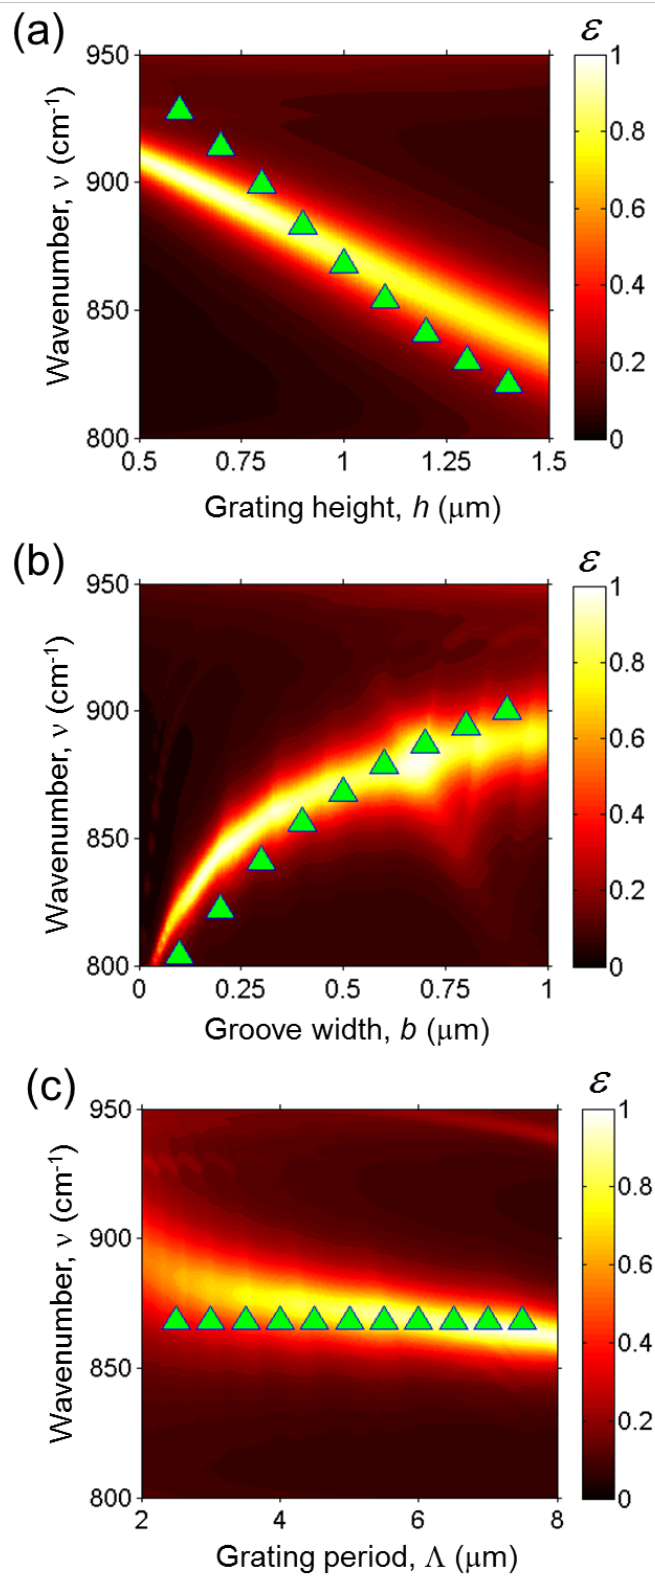 (a)
ε
950
900
850
800
Wavenumber, ν (cm-1)
0.5 0.75 1 1.25 1.5
Grating height, h (μm)
1
0.8
0.6
0.4
0.2
0
(b)
ε
950
900
850
800
Wavenumber, ν (cm-1)
0 0.25 0.5 0.75 1
Groove width, b (μm)
1
0.8
0.6
0.4
0.2
0
(c)
ε
950
900
850
800
Wavenumber, ν (cm-1)
2 4 6 8
Grating period, Λ (μm)
1
0.8
0.6
0.4
0.2
0